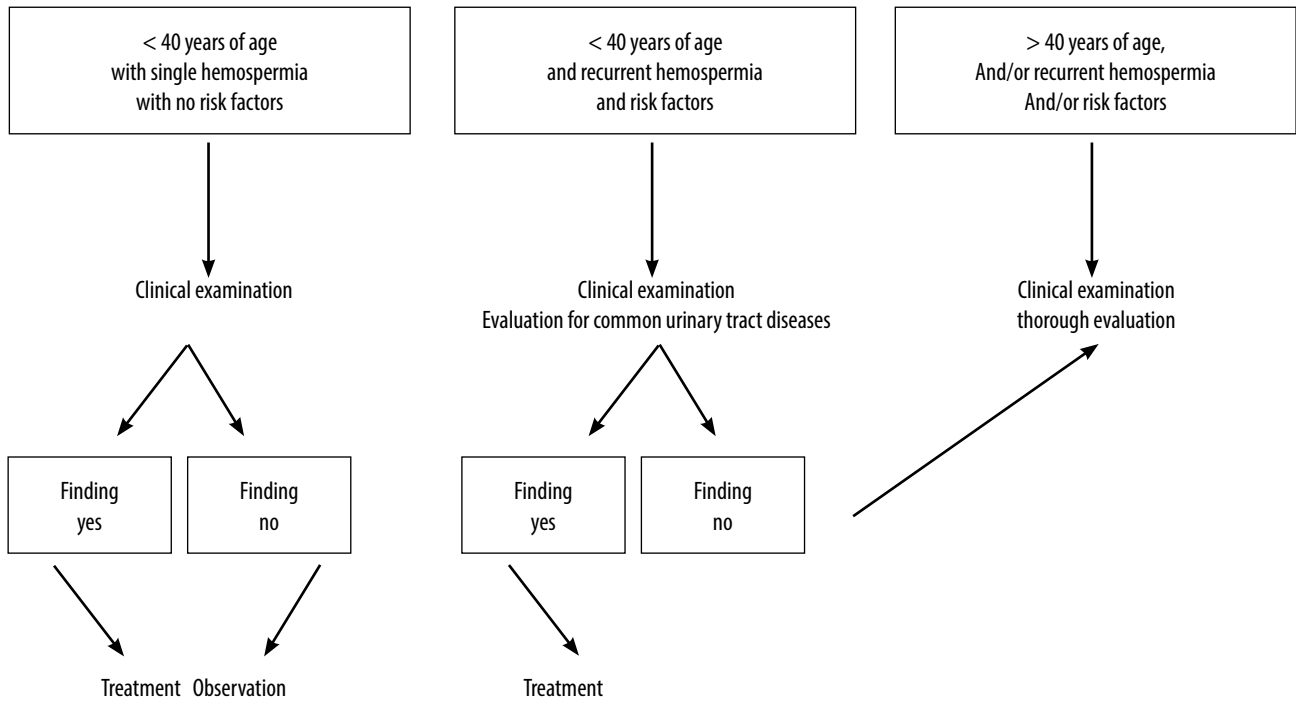 < 40 years of age
with single hemospermia
with no risk factors
< 40 years of age
and recurrent hemospermia
and risk factors
> 40 years of age,
And/or recurrent hemospermia
And/or risk factors
Clinical examination
Clinical examination
Evaluation for common urinary tract diseases
Clinical examination
thorough evaluation
Finding
yes
Finding
no
Finding
yes
Finding
no
Treatment
Observation
Treatment